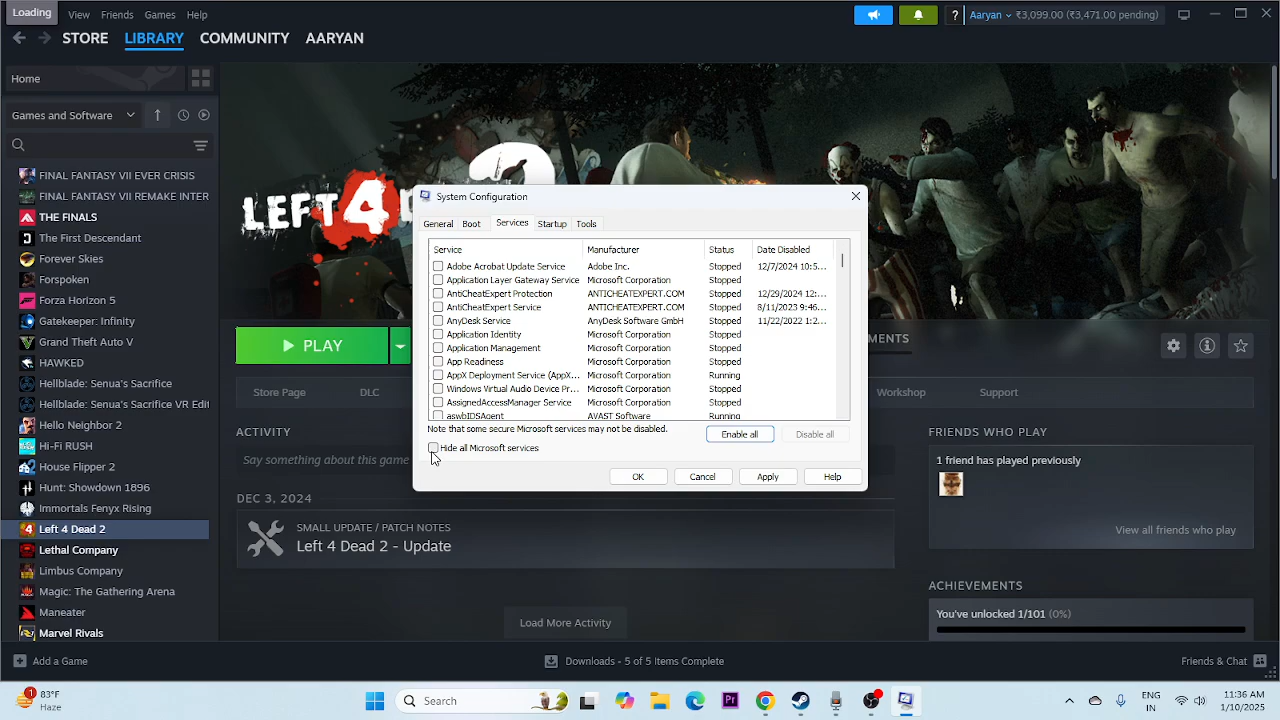 Loading View Friends Games Help ? Aaryan ₹3,099.00 (₹3,471.00 pending)
STORE LIBRARY COMMUNITY AARYAN
Home
Games and Software
FINAL FANTASY VII EVER CRISIS
FINAL FANTASY VII REMAKE INTER
THE FINALS
The First Descendant
Forever Skies
Forspoken
Forza Horizon 5
Gatekeeper: Infinity
Grand Theft Auto V
HAWKED
Hellblade: Senua's Sacrifice
Hellblade: Senua's Sacrifice VR Edit
Hello Neighbor 2
HI-FI RUSH
House Flipper 2
Hunt: Showdown 1896
Immortals Fenyx Rising
Left 4 Dead 2
Lethal Company
Limbus Company
Magic: The Gathering Arena
Maneater
Marvel Rivals
LEFT 4
System Configuration
General Boot Services Startup Tools
Service Manufacturer Status Date Disabled
Adobe Acrobat Update Service Adobe Inc. Stopped 12/7/2024 10:5...
Application Layer Gateway Service Microsoft Corporation Stopped
AntiCheatExpert Protection ANTICHEATEXPERT.COM Stopped 12/29/2024 12:...
AntiCheatExpert Service ANTICHEATEXPERT.COM Stopped 8/11/2023 9:46...
AnyDesk Service AnyDesk Software GmbH Stopped 11/22/2022 1:2...
Application Identity Microsoft Corporation Stopped
Application Management Microsoft Corporation Stopped
App Readiness Microsoft Corporation Stopped
AppX Deployment Service (AppX... Microsoft Corporation Running
Windows Virtual Audio Device Pr... Microsoft Corporation Stopped
AssignedAccessManager Service Microsoft Corporation Stopped
aswbIDSAgent AVAST Software Running
Note that some secure Microsoft services may not be disabled. Enable all Disable all
Hide all Microsoft services
OK Cancel Apply Help
PLAY MENTS
Store Page DLC Workshop Support
ACTIVITY
Say something about this game
DEC 3, 2024
SMALL UPDATE / PATCH NOTES
Left 4 Dead 2 - Update
Load More Activity
FRIENDS WHO PLAY
1 friend has played previously
View all friends who play
ACHIEVEMENTS
You've unlocked 1/101 (0%)
Add a Game Downloads - 5 of 5 Items Complete Friends & Chat
1 83°F
Haze
Search
Pr
ENG
IN
11:36 AM
1/10/2025